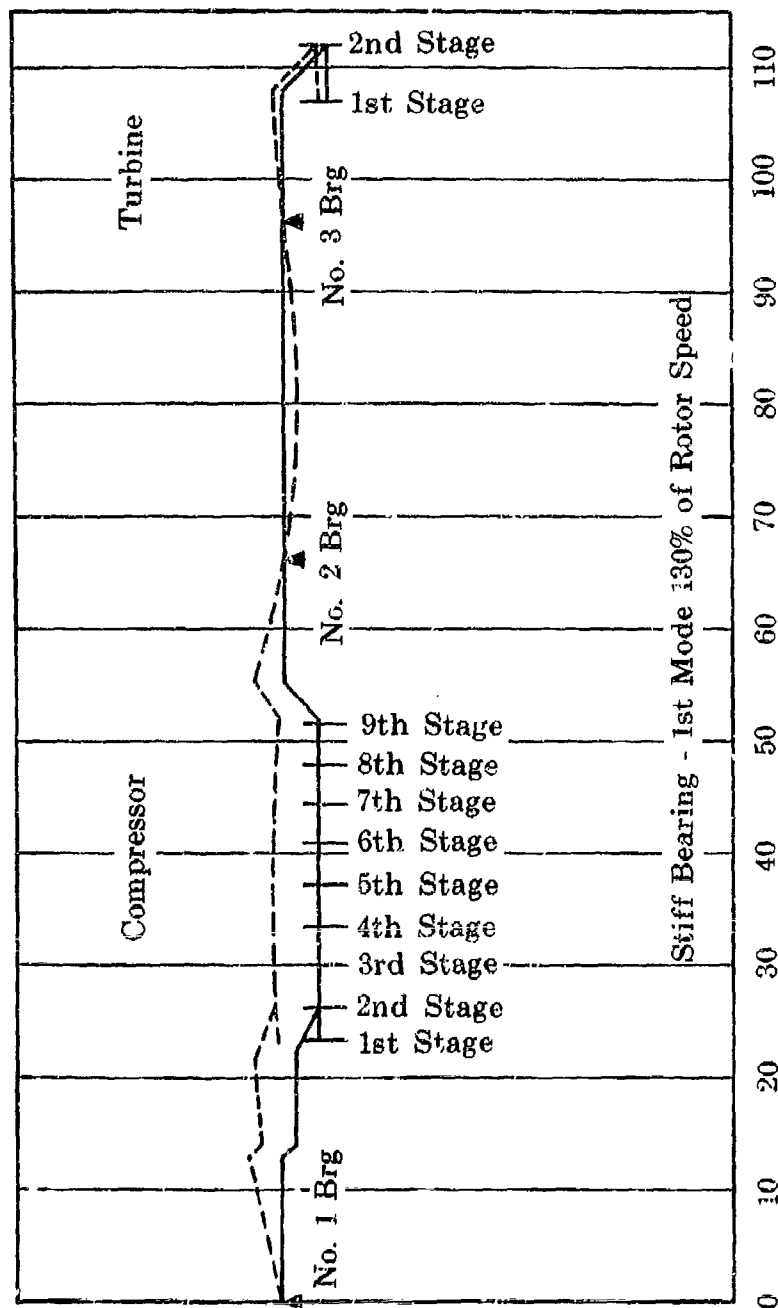 2nd Stage
110
1st Stage
Turbine
100
No. 3 Brg
90
80
Stiff Bearing - 1st Mode 130% of Rotor Speed
70
No. 2 Brg
60
9th Stage
50
8th Stage
7th Stage
Compressor
6th Stage
40
5th Stage
4th Stage
3rd Stage
30
2nd Stage
1st Stage
20
No. 1 Brg
10
0